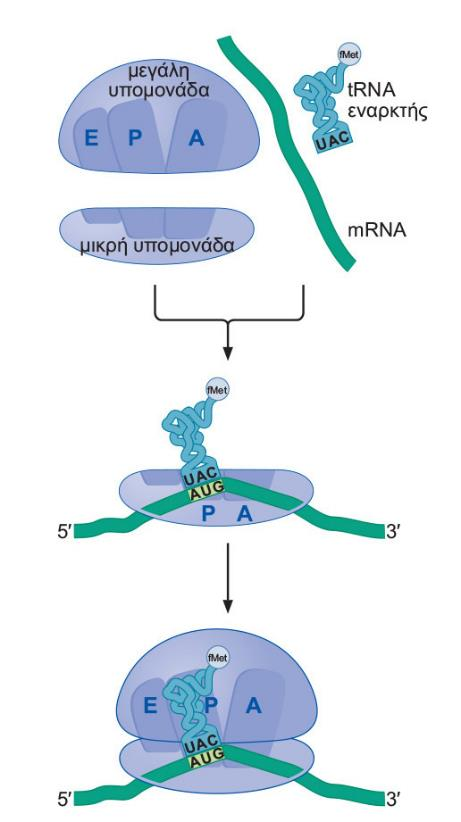 μεγάλη
υπομονάδα
E P A
μικρή υπομονάδα
fMet
tRNA
εναρκτής
UAC
mRNA
fMet
UAC
AUG
P A
5′ 3′
fMet
E P A
UAC
AUG
5′ 3′